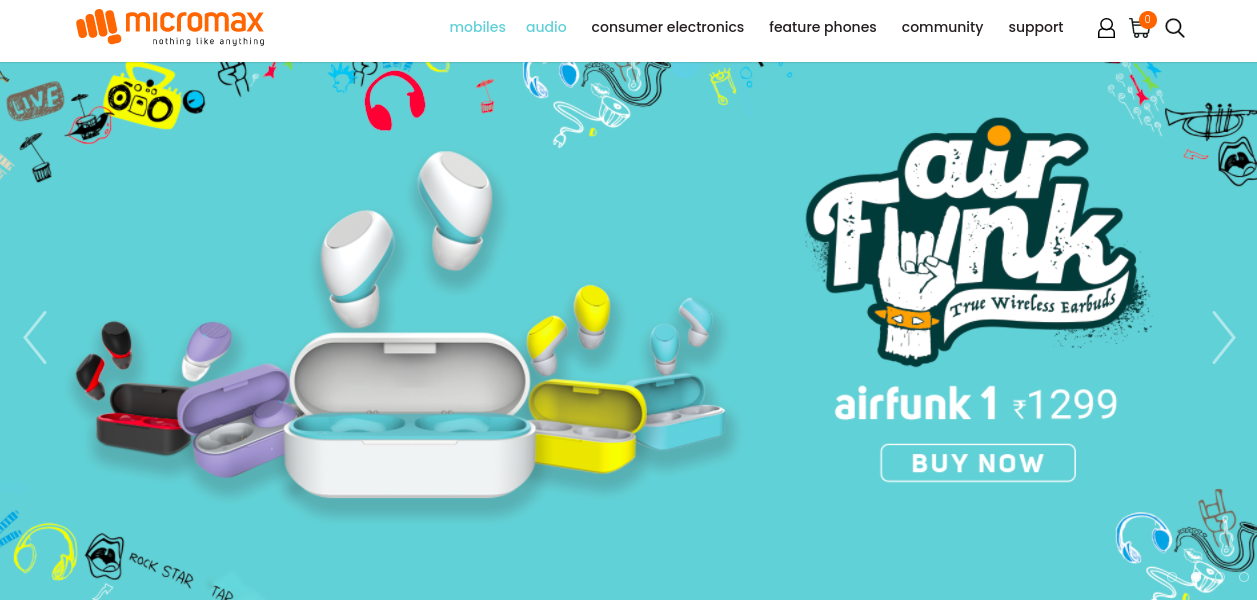 micromax
nothing like anything
mobiles audio consumer electronics feature phones community support
0
LIVE
air
Funk
True Wireless Earbuds
airfunk 1 ₹1299
BUY NOW
ROCK STAR